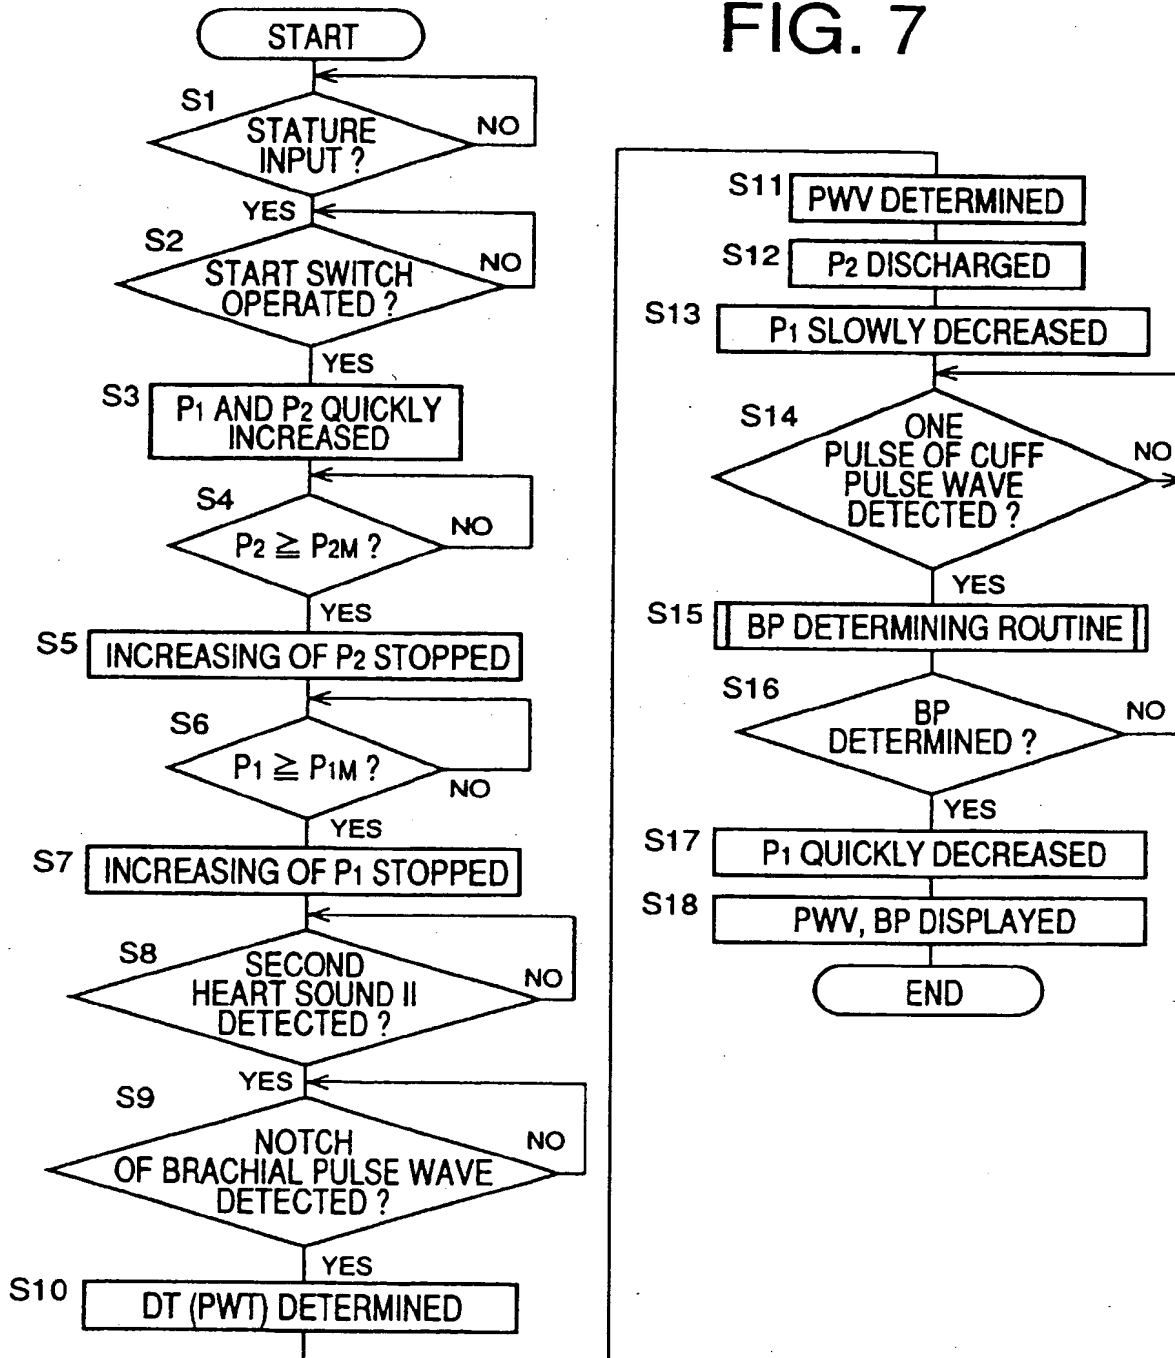 FIG. 7
START
S1
STATURE
INPUT ?
NO
YES
S2
START SWITCH
OPERATED ?
NO
YES
S3
P1 AND P2 QUICKLY
INCREASED
S4
P2 ≧ P2M ?
NO
YES
S5
INCREASING OF P2 STOPPED
S6
P1 ≧ P1M ?
NO
YES
S7
INCREASING OF P1 STOPPED
S8
SECOND
HEART SOUND II
DETECTED ?
NO
YES
S9
NOTCH
OF BRACHIAL PULSE WAVE
DETECTED ?
NO
YES
S10
DT (PWT) DETERMINED
S11
PWV DETERMINED
S12
P2 DISCHARGED
S13
P1 SLOWLY DECREASED
S14
ONE
PULSE OF CUFF
PULSE WAVE
DETECTED ?
NO
YES
S15
BP DETERMINING ROUTINE
S16
BP
DETERMINED ?
NO
YES
S17
P1 QUICKLY DECREASED
S18
PWV, BP DISPLAYED
END